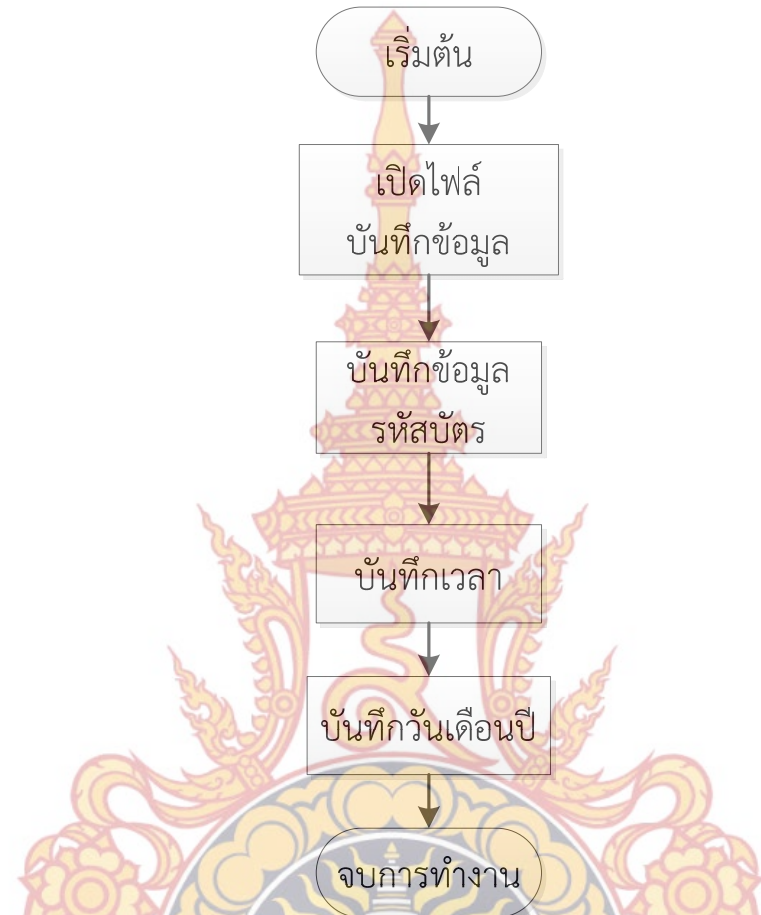 เริ่มต้น
เปิดไฟล์
บันทึกข้อมูล
บันทึกข้อมูล
รหัสบัตร
บันทึกเวลา
บันทึกวันเดือนปี
จบการทำงาน